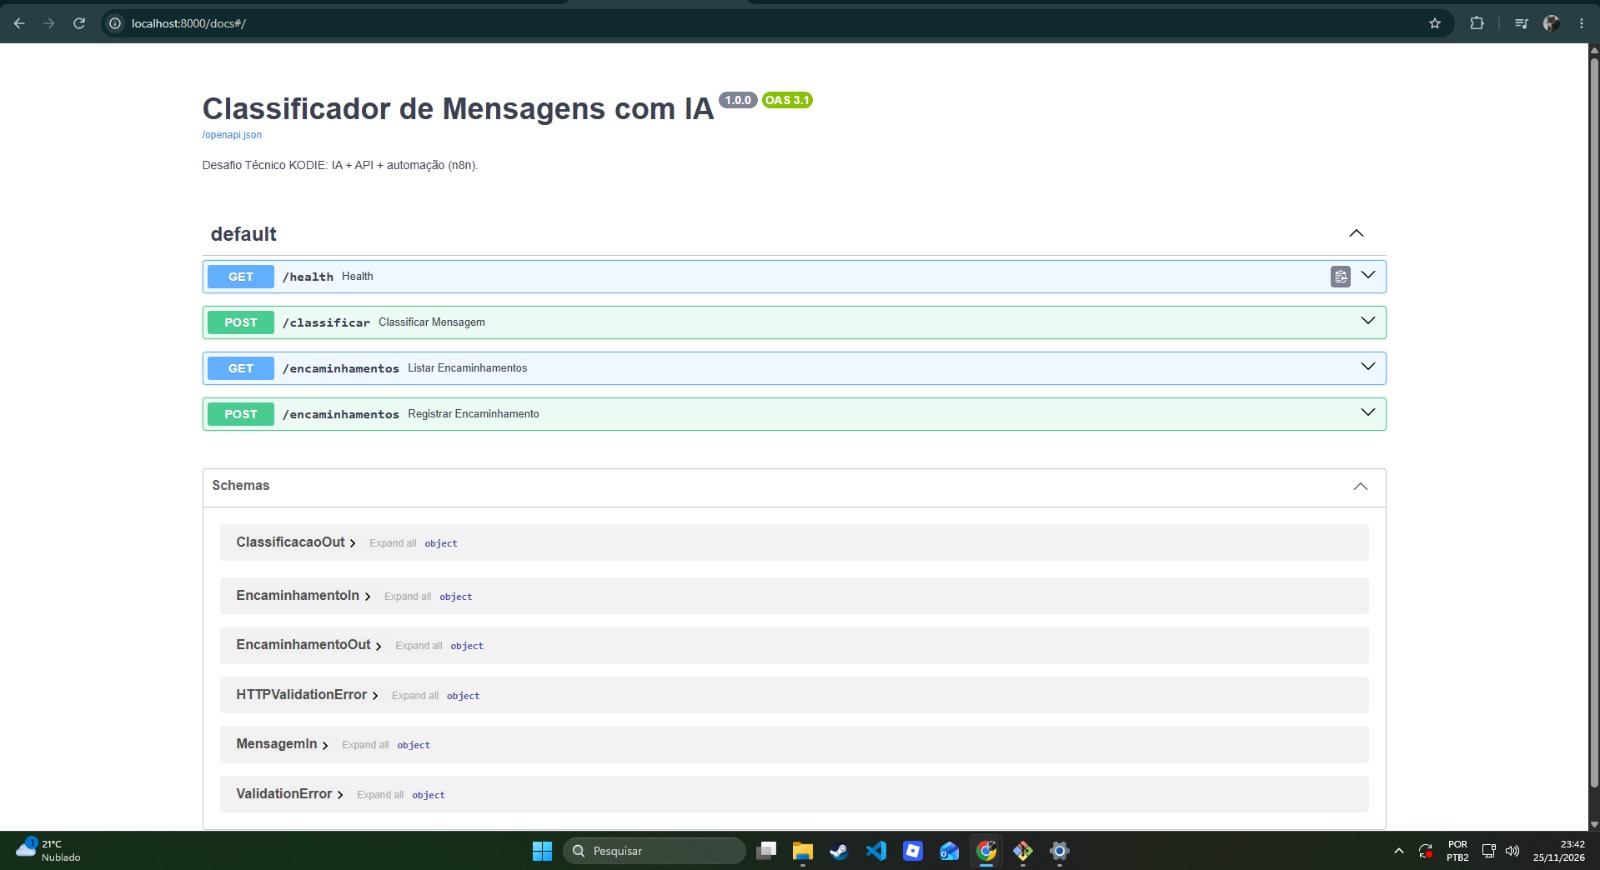 localhost:8000/docs#/
Classificador de Mensagens com IA 1.0.0 OAS 3.1
/openapi.json
Desafio Técnico KODIE: IA + API + automação (n8n).
default
GET /health Health
POST /classificar Classificar Mensagem
GET /encaminhamentos Listar Encaminhamentos
POST /encaminhamentos Registrar Encaminhamento
Schemas
ClassificacaoOut Expand all object
EncaminhamentoIn Expand all object
EncaminhamentoOut Expand all object
HTTPValidationError Expand all object
MensagemIn Expand all object
ValidationError Expand all object
1 21°C
Nublado
Pesquisar
POR
PTB2
23:42
25/11/2026